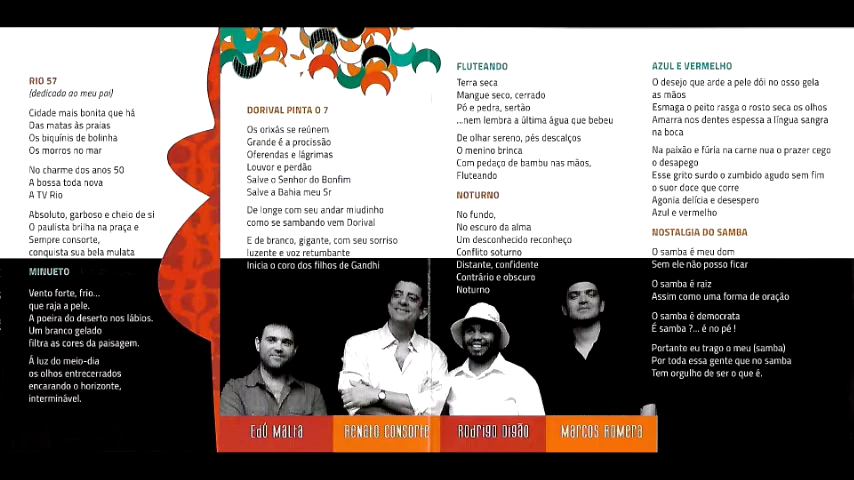 RIO 57
(dedicada ao meu pai)
Cidade mais bonita que há
Das matas às praias
Os biquínis de bolinha
Os morros no mar
No charme dos anos 50
A bossa toda nova
A TV Rio
Absoluto, garboso e cheio de si
O paulista brilha na praça e
Sempre consorte,
conquista sua bela mulata
MINUETO
Vento forte, frio...
que raja a pele.
A poeira do deserto nos lábios.
Um branco gelado
filtra as cores da paisagem.
Á luz do meio-dia
os olhos entrecerrados
encarando o horizonte,
interminável.
DORIVAL PINTA O 7
Os orixás se reúnem
Grande é a procissão
Oferendas e lágrimas
Louvor e perdão
Salve o Senhor do Bonfim
Salve a Bahia meu Sr
De longe com seu andar miudinho
como se sambando vem Dorival
E de branco, gigante, com seu sorriso
luzente e voz retumbante
Inicia o coro dos filhos de Gandhi
FLUTEANDO
Terra seca
Mangue seco, cerrado
Pó e pedra, sertão
...nem lembra a última água que bebeu
De olhar sereno, pés descalços
O menino brinca
Com pedaço de bambu nas mãos,
Fluteando
NOTURNO
No fundo,
No escuro da alma
Um desconhecido reconheço
Conflito soturno
Distante, confidente
Contrário e obscuro
Noturno
AZUL E VERMELHO
O desejo que arde a pele dói no osso gela
as mãos
Esmaga o peito rasga o rosto seca os olhos
Amarra nos dentes espessa a língua sangra
na boca
Na paixão e fúria na carne nua o prazer cego
o desapego
Esse grito surdo o zumbido agudo sem fim
o suor doce que corre
Agonia delícia e desespero
Azul e vermelho
NOSTALGIA DO SAMBA
O samba é meu dom
Sem ele não posso ficar
O samba é raiz
Assim como uma forma de oração
O samba é democrata
É samba ?... é no pé !
Portanto eu trago o meu (samba)
Por toda essa gente que no samba
Tem orgulho de ser o que é.
Edú Malta
Renato Consorte
Rodrigo Digão
Marcos Romera